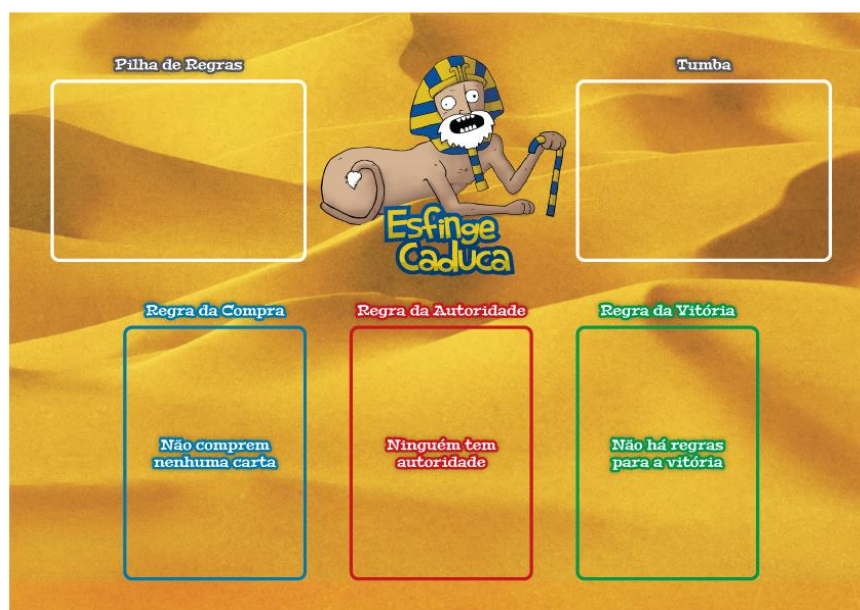 Pilha de Regras
Tumba
Esfinge
Caduca
Regra da Compra
Regra da Autoridade
Regra da Vitória
Não comprem
nenhuma carta
Ninguém tem
autoridade
Não há regras
para a vitória